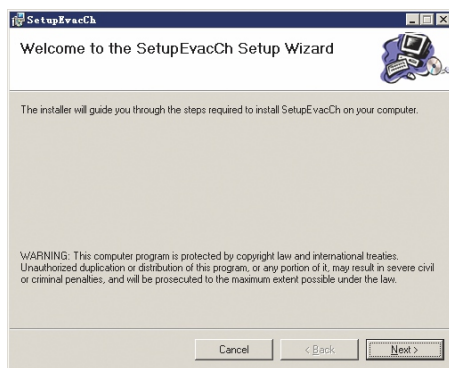 SetupEvacCh
Welcome to the SetupEvacCh Setup Wizard
The installer will guide you through the steps required to install SetupEvacCh on your computer.
WARNING: This computer program is protected by copyright law and international treaties.
Unauthorized duplication or distribution of this program, or any portion of it, may result in severe civil
or criminal penalties, and will be prosecuted to the maximum extent possible under the law.
Cancel
< Back
Next >